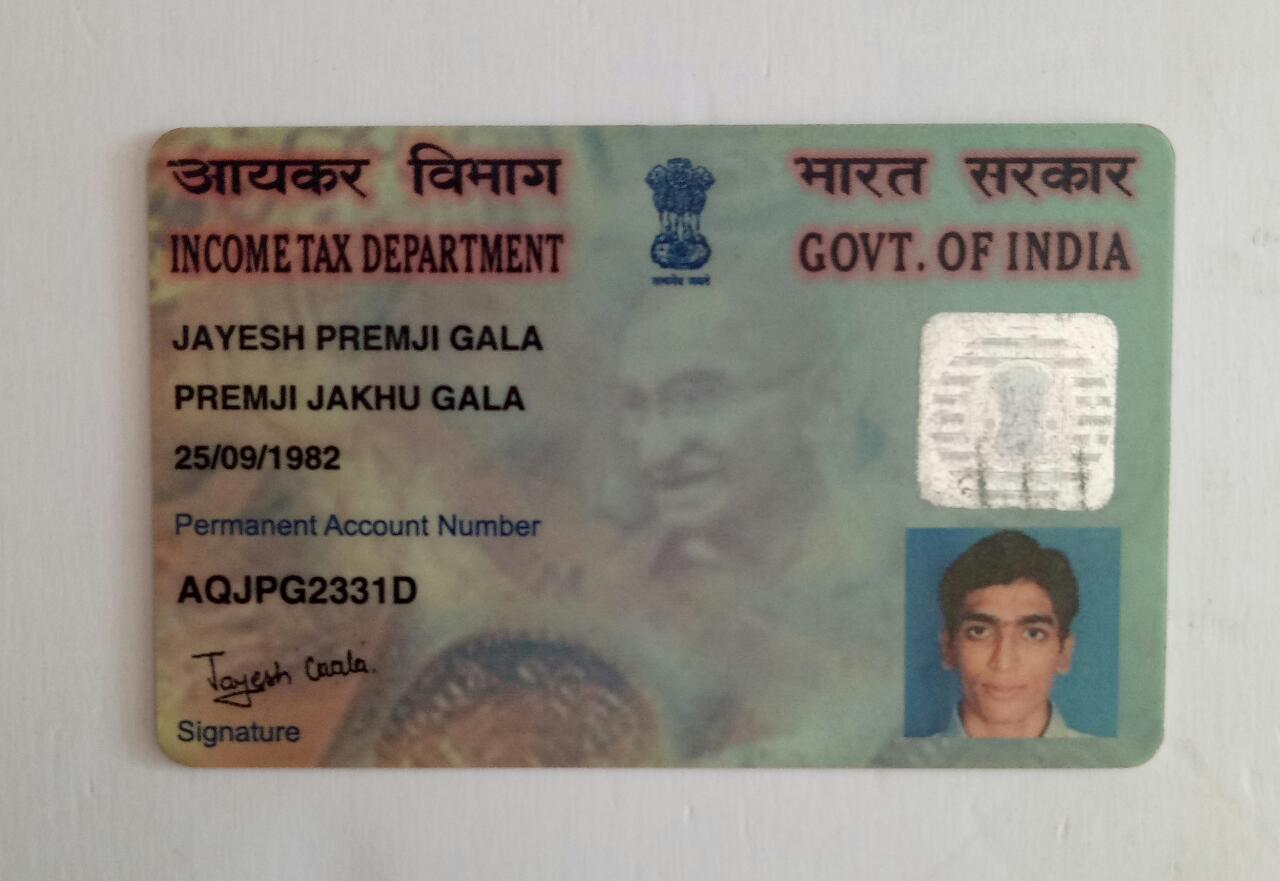 आयकर विभाग
INCOME TAX DEPARTMENT
सत्यमेव जयते
भारत सरकार
GOVT. OF INDIA
JAYESH PREMJI GALA
PREMJI JAKHU GALA
25/09/1982
Permanent Account Number
AQJPG2331D
Jayesh Gala.
Signature